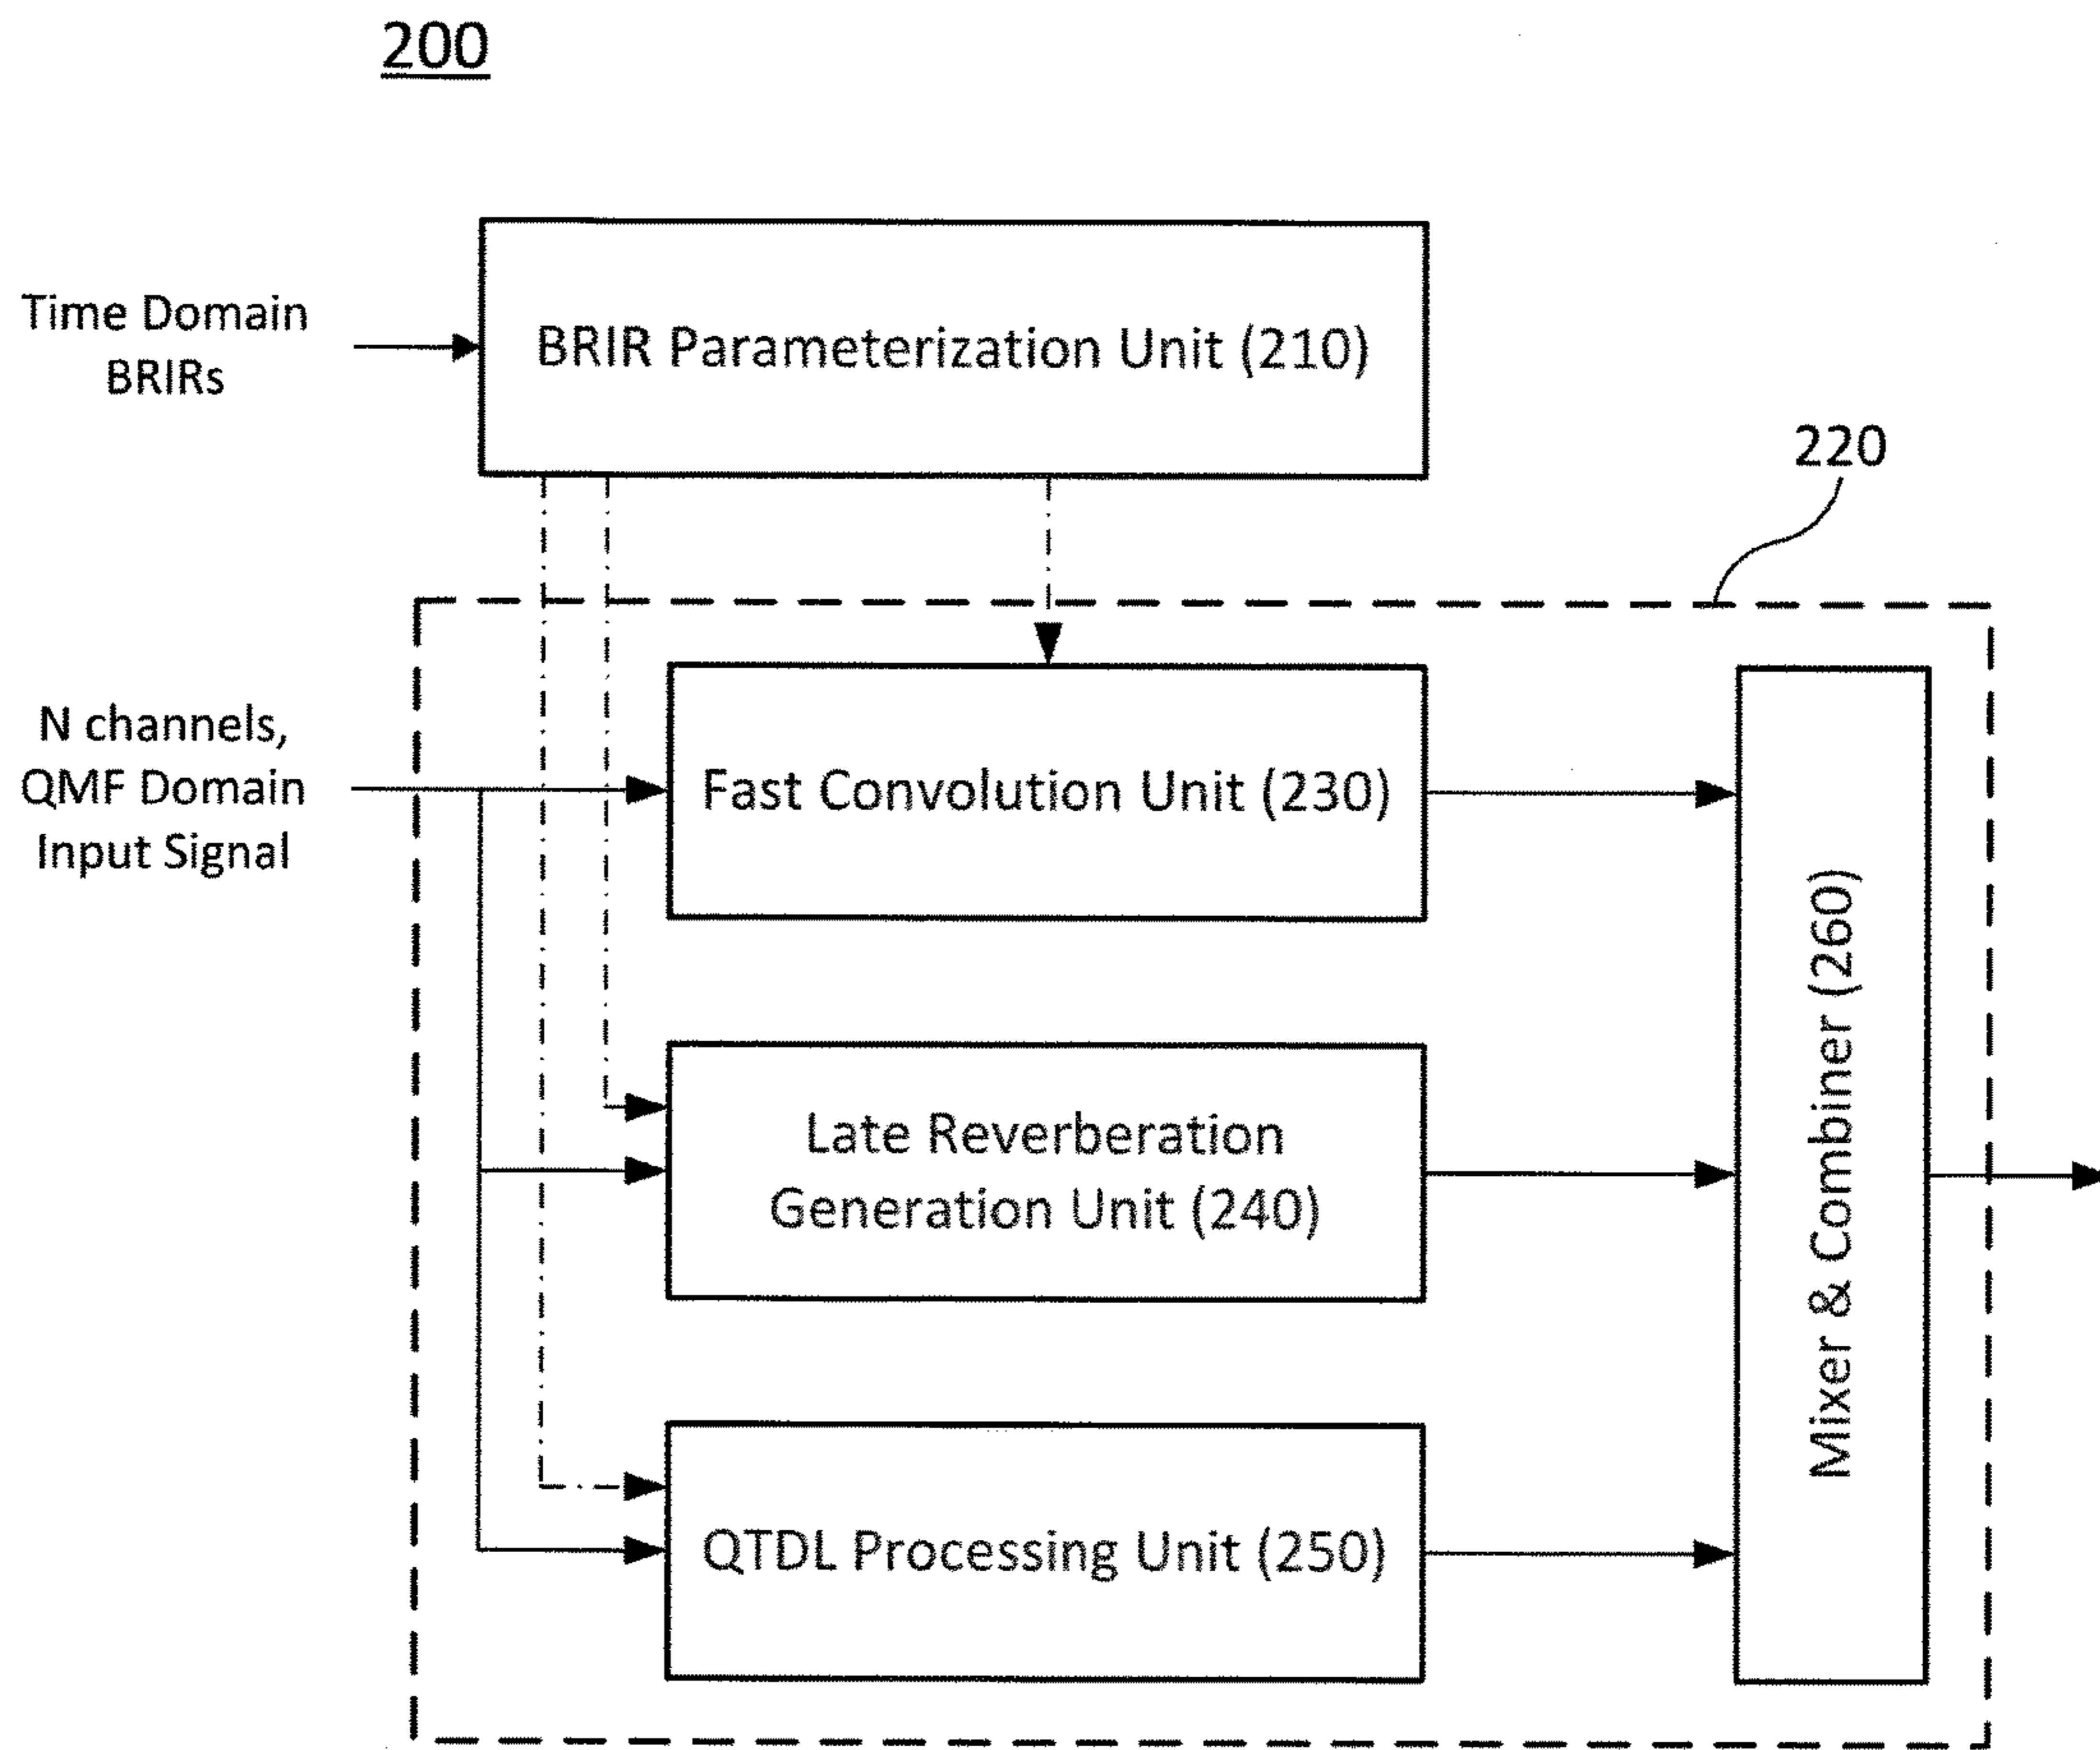 200
Time Domain
BRIRs
BRIR Parameterization Unit (210)
220
N channels,
QMF Domain
Input Signal
Fast Convolution Unit (230)
Late Reverberation
Generation Unit (240)
QTDL Processing Unit (250)
Mixer & Combiner (260)